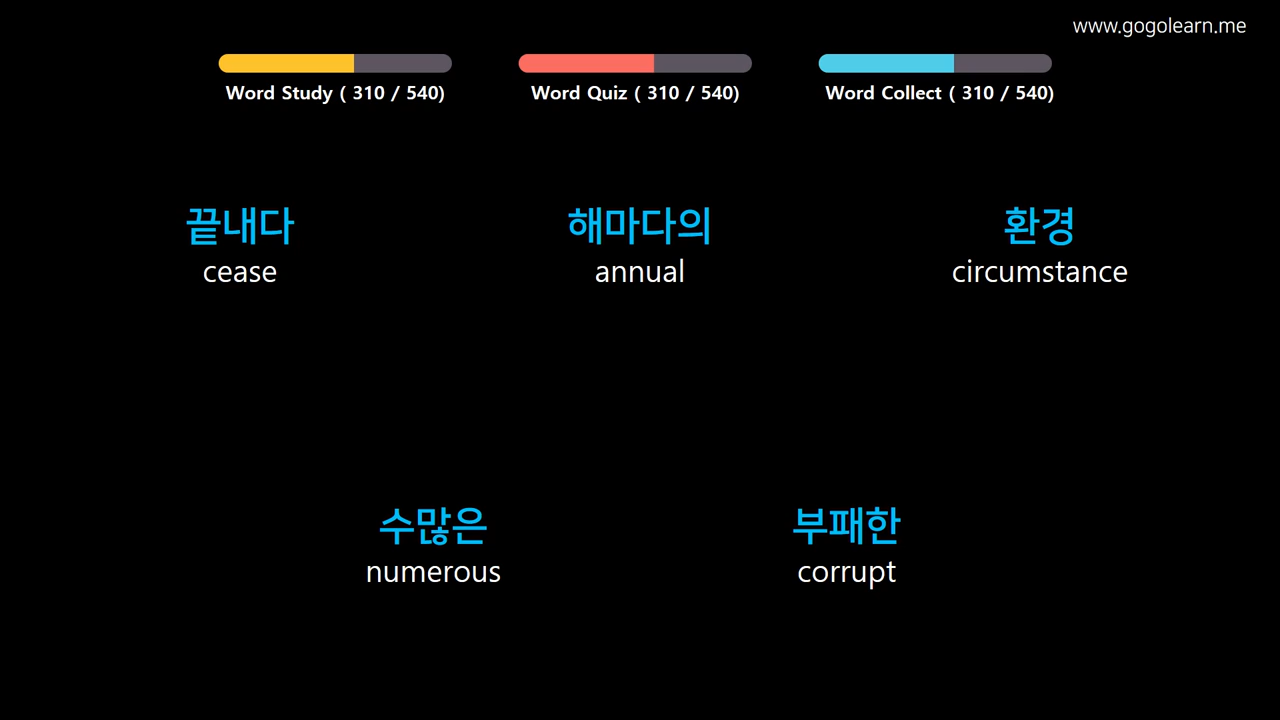 www.gogolearn.me
Word Study ( 310 / 540)
Word Quiz ( 310 / 540)
Word Collect ( 310 / 540)
끝내다
cease
해마다의
annual
환경
circumstance
수많은
numerous
부패한
corrupt